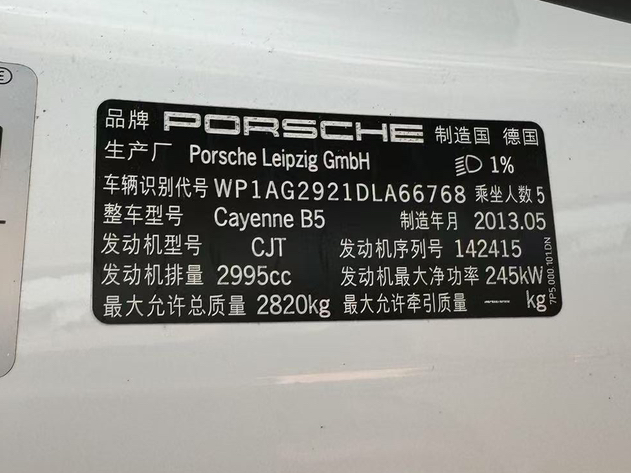 品牌 PORSCHE 制造国 德国
生产厂 Porsche Leipzig GmbH 1%
车辆识别代号 WP1AG2921DLA66768 乘坐人数 5
整车型号 Cayenne B5 制造年月 2013.05
发动机型号 CJT 发动机序列号 142415
发动机排量 2995cc 发动机最大净功率 245kW
最大允许总质量 2820kg 最大允许牵引质量 kg
7P5.000.101.DN